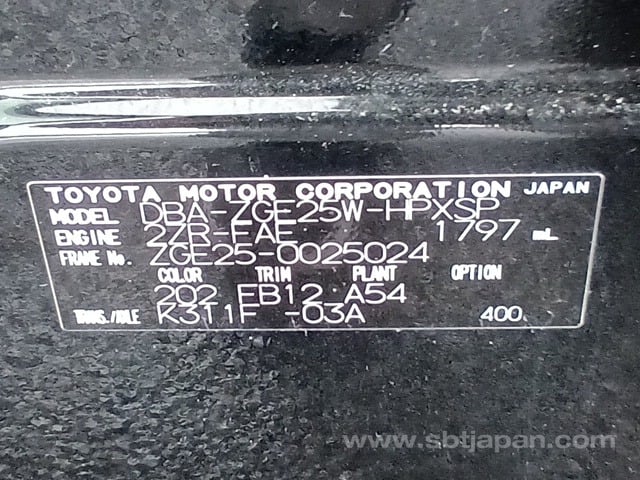 TOYOTA MOTOR CORPORATION JAPAN
MODEL DBA-ZGE25W-HPXSP
ENGINE 2ZR-FAE 1797 mL
FRAME No. ZGE25-0025024
COLOR TRIM PLANT OPTION
202 FB12 A54
TRANS./AXLE K311F -03A 400
www.sbtjapan.com